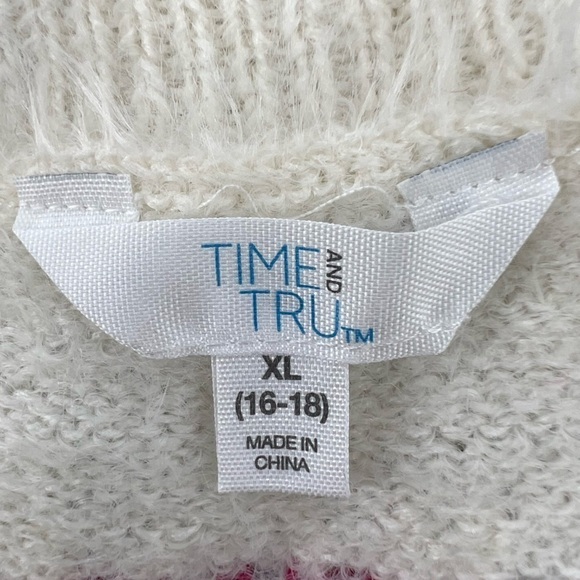 TIME AND
TRU™
XL
(16-18)
MADE IN
CHINA